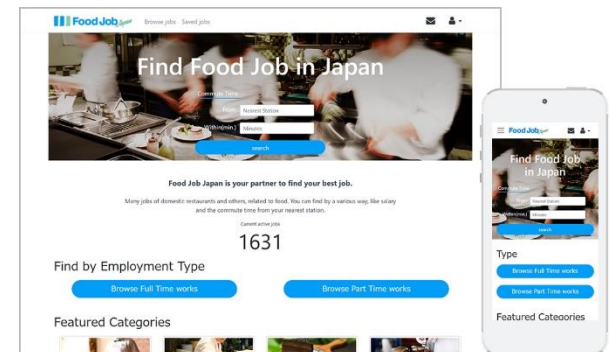 Food Job Japan
Browse jobs Saved jobs
Find Food Job in Japan
Commute Time
From
Nearest Station
Within(min.)
Minutes
search
Food Job Japan is your partner to find your best job.
Many jobs of domestic restaurants and others, related to food. You can find by a various way, like salary
and the commute time from your nearest station.
Current active jobs
1631
Find by Employment Type
Browse Full Time works
Browse Part Time works
Featured Categories
Food Job
Find Food Job
in Japan
Commute Time
From
Nearest Station
Within(min.)
Minutes
search
Type
Browse Full Time works
Browse Part Time works
Featured Categories